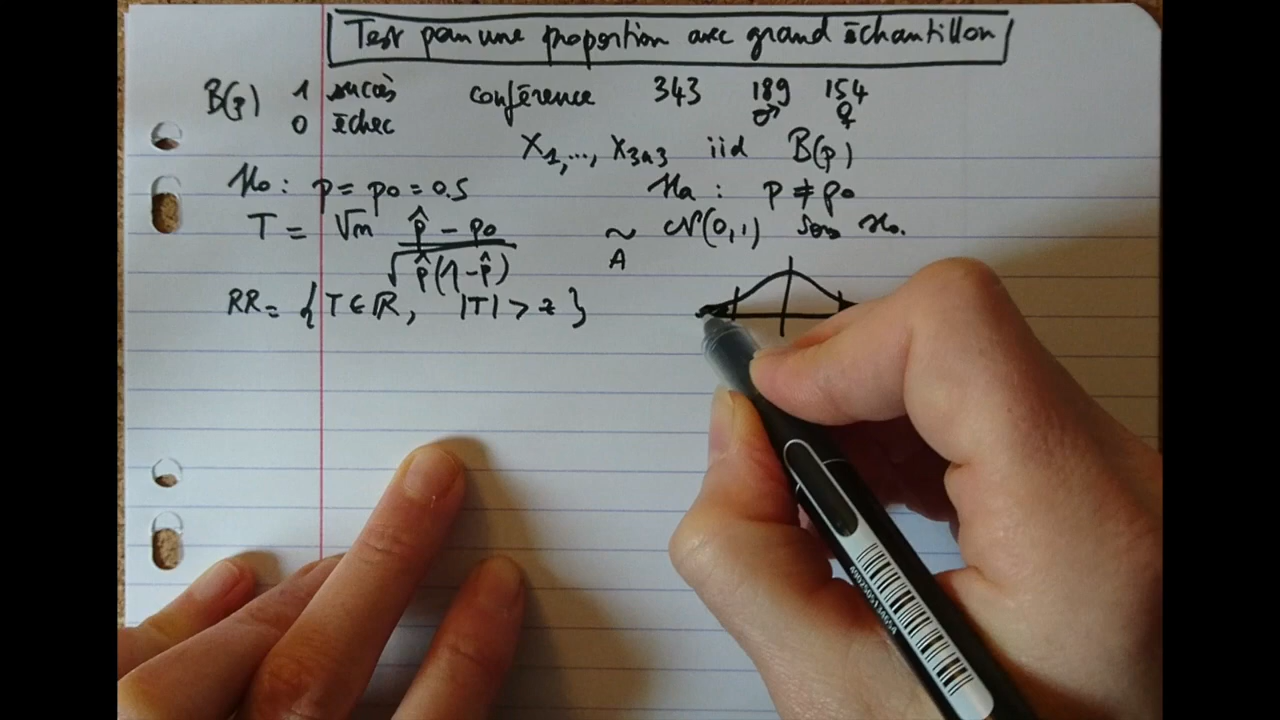 Test pour une proportion avec grand échantillon
B(p) 1 succès conférence 343 189 154
0 échec ♂ ♀
X1,..., X343 iid B(p)
H0 : p = p0 = 0.5 Ha : p ≠ p0
T = √n (p̂ - p0) / √(p̂(1-p̂)) ~A N(0,1) sous H0.
RR = { T ∈ ℝ, |T| > z }
4902505138054